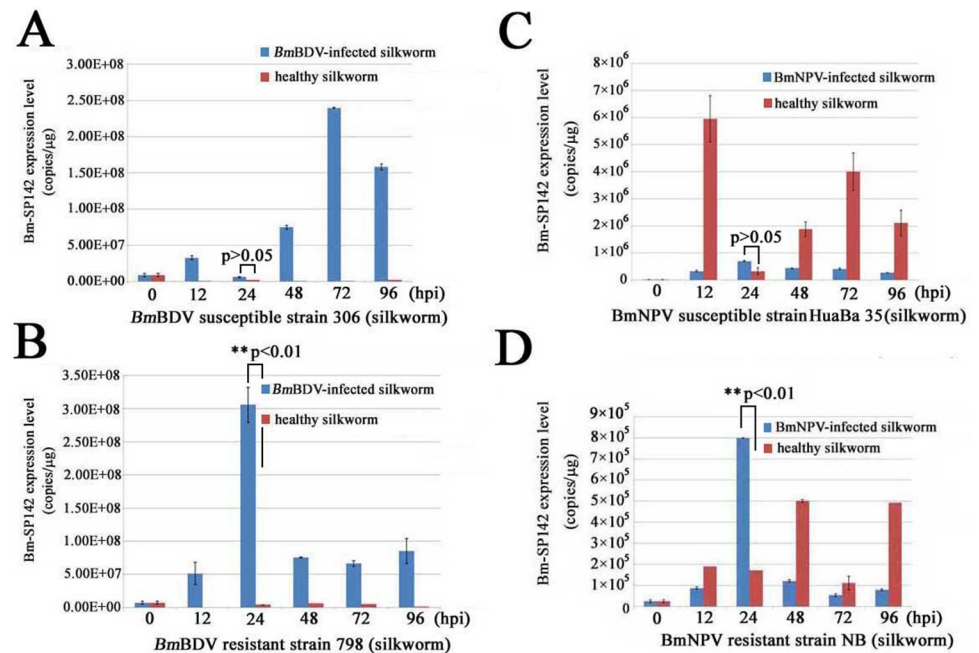 A
BmBDV-infected silkworm
healthy silkworm
Bm-SP142 expression level
(copies/μg)
3.00E+08
2.50E+08
2.00E+08
1.50E+08
1.00E+08
5.00E+07
0.00E+00
p>0.05
0 12 24 48 72 96 (hpi)
BmBDV susceptible strain 306 (silkworm)
B
**p<0.01
BmBDV-infected silkworm
healthy silkworm
Bm-SP142 expression level
(copies/μg)
3.50E+08
3.00E+08
2.50E+08
2.00E+08
1.50E+08
1.00E+08
5.00E+07
0.00E+00
0 12 24 48 72 96 (hpi)
BmBDV resistant strain 798 (silkworm)
C
BmNPV-infected silkworm
healthy silkworm
Bm-SP142 expression level
(copies/μg)
8×10⁶
7×10⁶
6×10⁶
5×10⁶
4×10⁶
3×10⁶
2×10⁶
1×10⁶
0
p>0.05
0 12 24 48 72 96 (hpi)
BmNPV susceptible strain HuaBa 35 (silkworm)
D
**p<0.01
BmNPV-infected silkworm
healthy silkworm
Bm-SP142 expression level
(copies/μg)
9×10⁵
8×10⁵
7×10⁵
6×10⁵
5×10⁵
4×10⁵
3×10⁵
2×10⁵
1×10⁵
0
0 12 24 48 72 96 (hpi)
BmNPV resistant strain NB (silkworm)